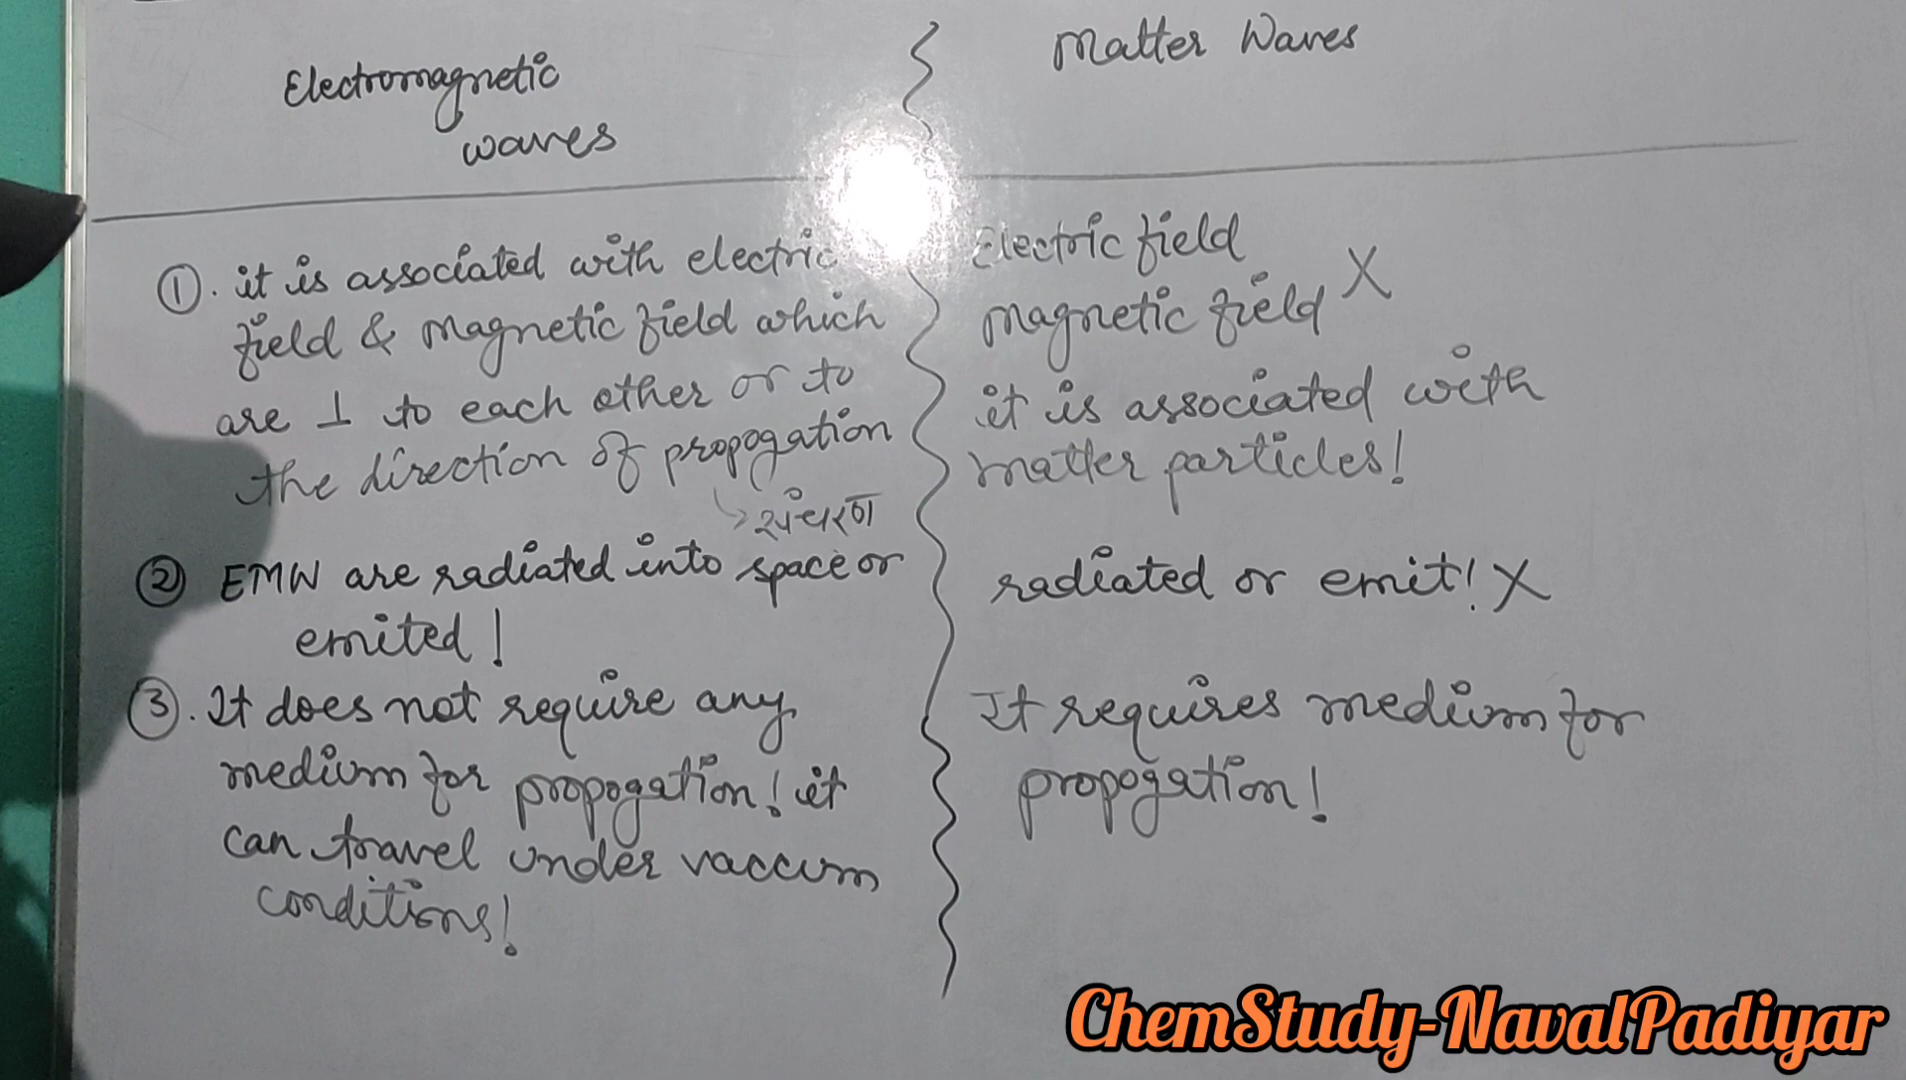 Electromagnetic
waves
Matter Waves
①. it is associated with electric
field & Magnetic field which
are ⊥ to each other or to
the direction of propogation
→ संचरण
② EMW are radiated into space or
emited!
③. It does not require any
medium for propogation! it
can travel under vaccum
conditions!
Electric field
magnetic field X
it is associated with
matter particles!
radiated or emit! X
It requires medium for
propogation!
ChemStudy-NavalPadiyar